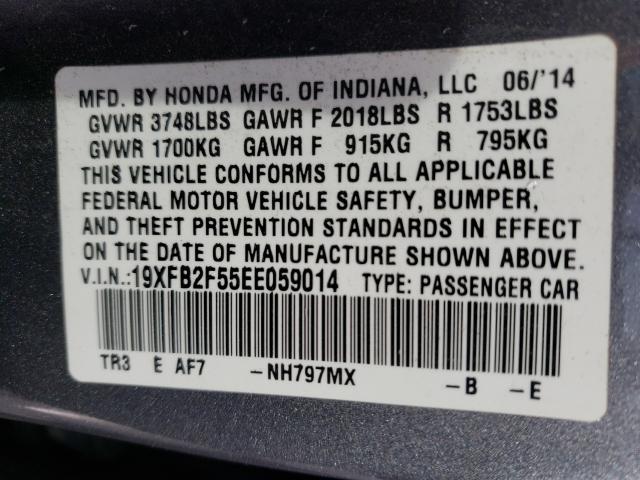 MFD. BY HONDA MFG. OF INDIANA, LLC 06/'14
GVWR 3748LBS GAWR F 2018LBS R 1753LBS
GVWR 1700KG GAWR F 915KG R 795KG
THIS VEHICLE CONFORMS TO ALL APPLICABLE
FEDERAL MOTOR VEHICLE SAFETY, BUMPER,
AND THEFT PREVENTION STANDARDS IN EFFECT
ON THE DATE OF MANUFACTURE SHOWN ABOVE.
V.I.N.:19XFB2F55EE059014 TYPE: PASSENGER CAR
TR3 E AF7 -NH797MX -B -E